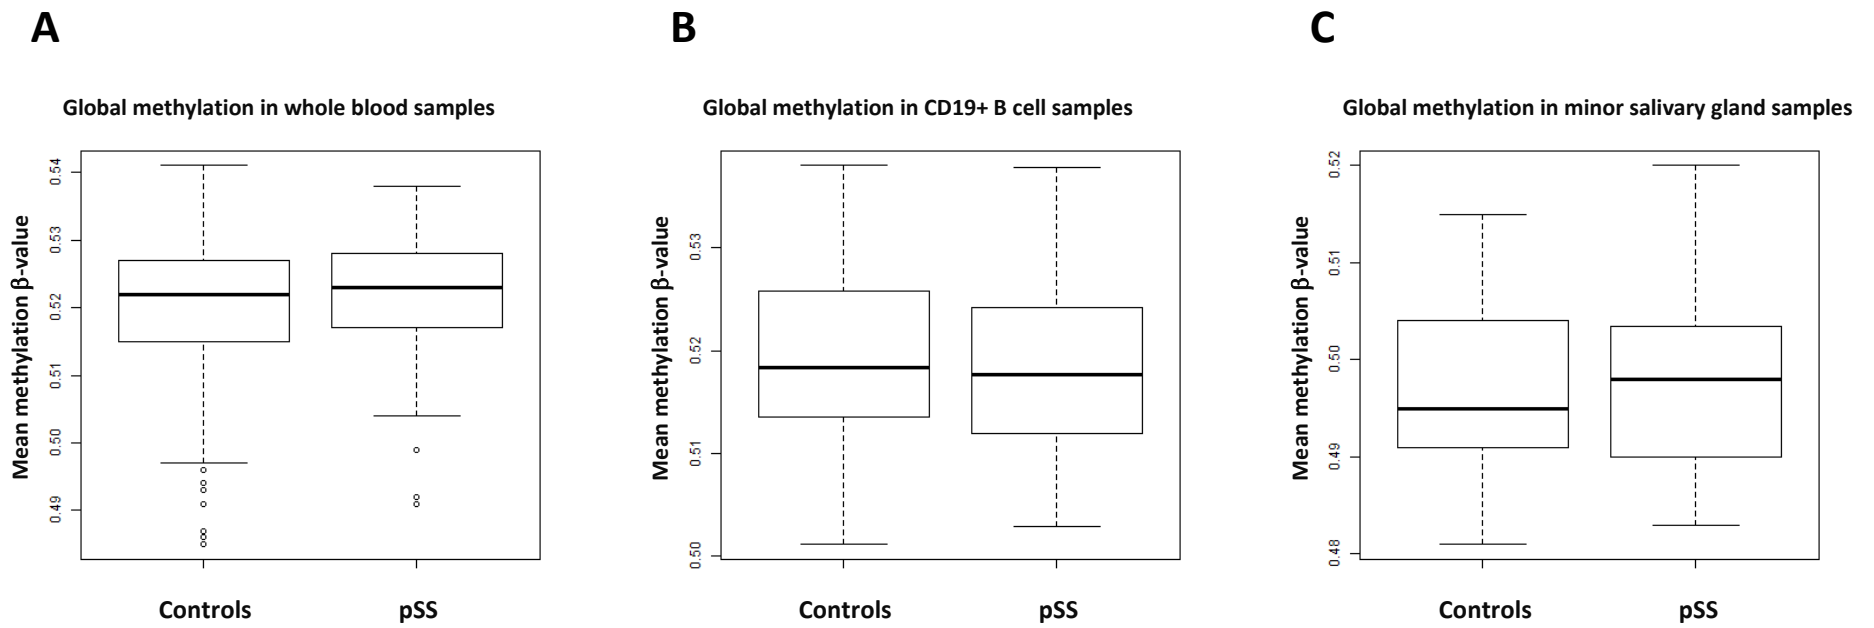 A
B
C
Global methylation in whole blood samples
Global methylation in CD19+ B cell samples
Global methylation in minor salivary gland samples
Mean methylation β-value
0.54
0.53
0.52
0.51
0.50
0.49
Controls
pSS
Mean methylation β-value
0.53
0.52
0.51
0.50
Controls
pSS
Mean methylation β-value
0.52
0.51
0.50
0.49
0.48
Controls
pSS